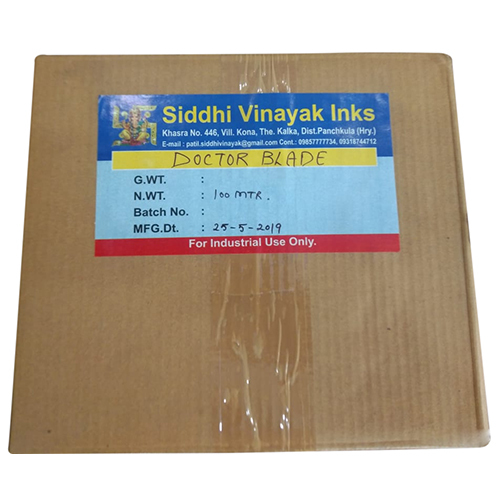 Siddhi Vinayak Inks
Khasra No. 446, Vill. Kona, The. Kalka, Dist.Panchkula (Hry.)
E-mail : patil.siddhivinayak@gmail.com Cont.: 09857777734, 09318744712
DOCTOR BLADE
G.WT. :
N.WT. : 100 MTR.
Batch No. :
MFG.Dt. : 25-5-2019
For Industrial Use Only.